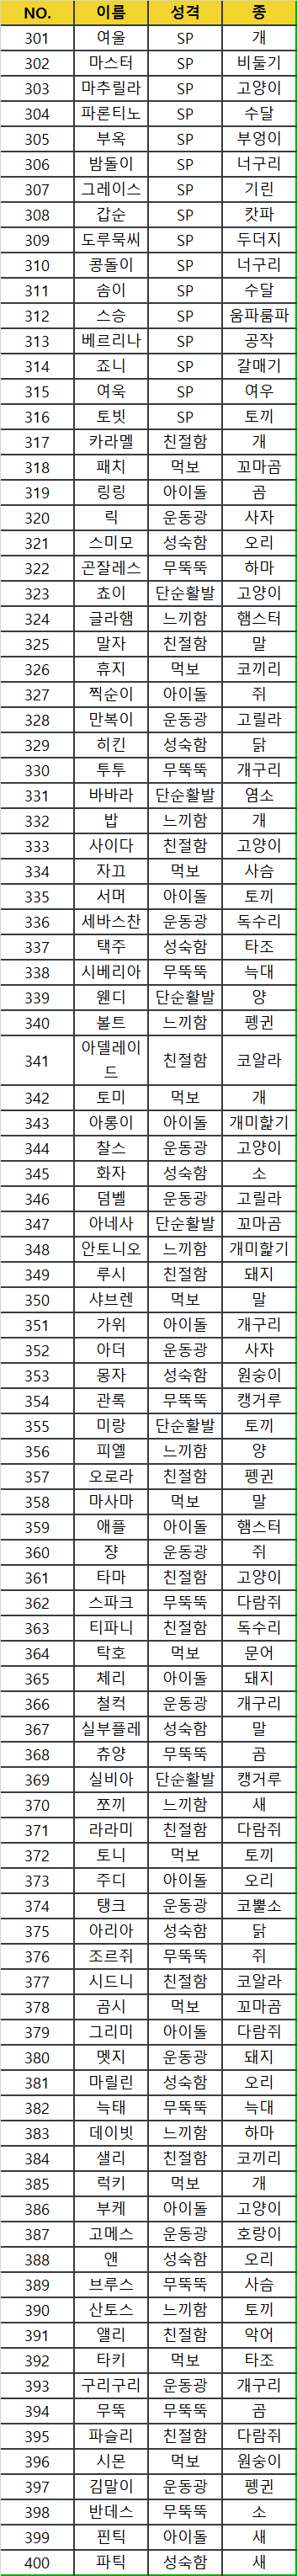 NO. 이름 성격 종
301 여울 SP 개
302 마스터 SP 비둘기
303 마추릴라 SP 고양이
304 파론티노 SP 수달
305 부옥 SP 부엉이
306 밤돌이 SP 너구리
307 그레이스 SP 기린
308 갑순 SP 캇파
309 도루묵씨 SP 두더지
310 콩돌이 SP 너구리
311 솜이 SP 수달
312 스승 SP 움파룸파
313 베르리나 SP 공작
314 죠니 SP 갈매기
315 여욱 SP 여우
316 토빗 SP 토끼
317 카라멜 친절함 개
318 패치 먹보 꼬마곰
319 링링 아이돌 곰
320 릭 운동광 사자
321 스미모 성숙함 오리
322 곤잘레스 무뚝뚝 하마
323 쵸이 단순활발 고양이
324 글라햄 느끼함 햄스터
325 말자 친절함 말
326 휴지 먹보 코끼리
327 찍순이 아이돌 쥐
328 만복이 운동광 고릴라
329 히킨 성숙함 닭
330 투투 무뚝뚝 개구리
331 바바라 단순활발 염소
332 밥 느끼함 개
333 사이다 친절함 고양이
334 자끄 먹보 사슴
335 서머 아이돌 토끼
336 세바스찬 운동광 독수리
337 택주 성숙함 타조
338 시베리아 무뚝뚝 늑대
339 웬디 단순활발 양
340 볼트 느끼함 펭귄
341 아델레이드 친절함 코알라
342 토미 먹보 개
343 아롱이 아이돌 개미핥기
344 찰스 운동광 고양이
345 화자 성숙함 소
346 덤벨 운동광 고릴라
347 아네사 단순활발 꼬마곰
348 안토니오 느끼함 개미핥기
349 루시 친절함 돼지
350 샤브렌 먹보 말
351 가위 아이돌 개구리
352 아더 운동광 사자
353 몽자 성숙함 원숭이
354 관록 무뚝뚝 캥거루
355 미랑 단순활발 토끼
356 피엘 느끼함 양
357 오로라 친절함 펭귄
358 마사마 먹보 말
359 애플 아이돌 햄스터
360 쟝 운동광 쥐
361 타마 친절함 고양이
362 스파크 무뚝뚝 다람쥐
363 티파니 친절함 독수리
364 탁호 먹보 문어
365 체리 아이돌 돼지
366 철컥 운동광 개구리
367 실부플레 성숙함 말
368 츄양 무뚝뚝 곰
369 실비아 단순활발 캥거루
370 쪼끼 느끼함 새
371 라라미 친절함 다람쥐
372 토니 먹보 토끼
373 주디 아이돌 오리
374 탱크 운동광 코뿔소
375 아리아 성숙함 닭
376 조르쥐 무뚝뚝 쥐
377 시드니 친절함 코알라
378 곰시 먹보 꼬마곰
379 그리미 아이돌 다람쥐
380 멧지 운동광 돼지
381 마릴린 성숙함 오리
382 늑태 무뚝뚝 늑대
383 데이빗 느끼함 하마
384 샐리 친절함 코끼리
385 럭키 먹보 개
386 부케 아이돌 고양이
387 고메스 운동광 호랑이
388 앤 성숙함 오리
389 브루스 무뚝뚝 사슴
390 산토스 느끼함 토끼
391 앨리 친절함 악어
392 타키 먹보 타조
393 구리구리 운동광 개구리
394 무뚝 무뚝뚝 곰
395 파슬리 친절함 다람쥐
396 시몬 먹보 원숭이
397 김말이 운동광 펭귄
398 반데스 무뚝뚝 소
399 핀틱 아이돌 새
400 파틱 성숙함 새